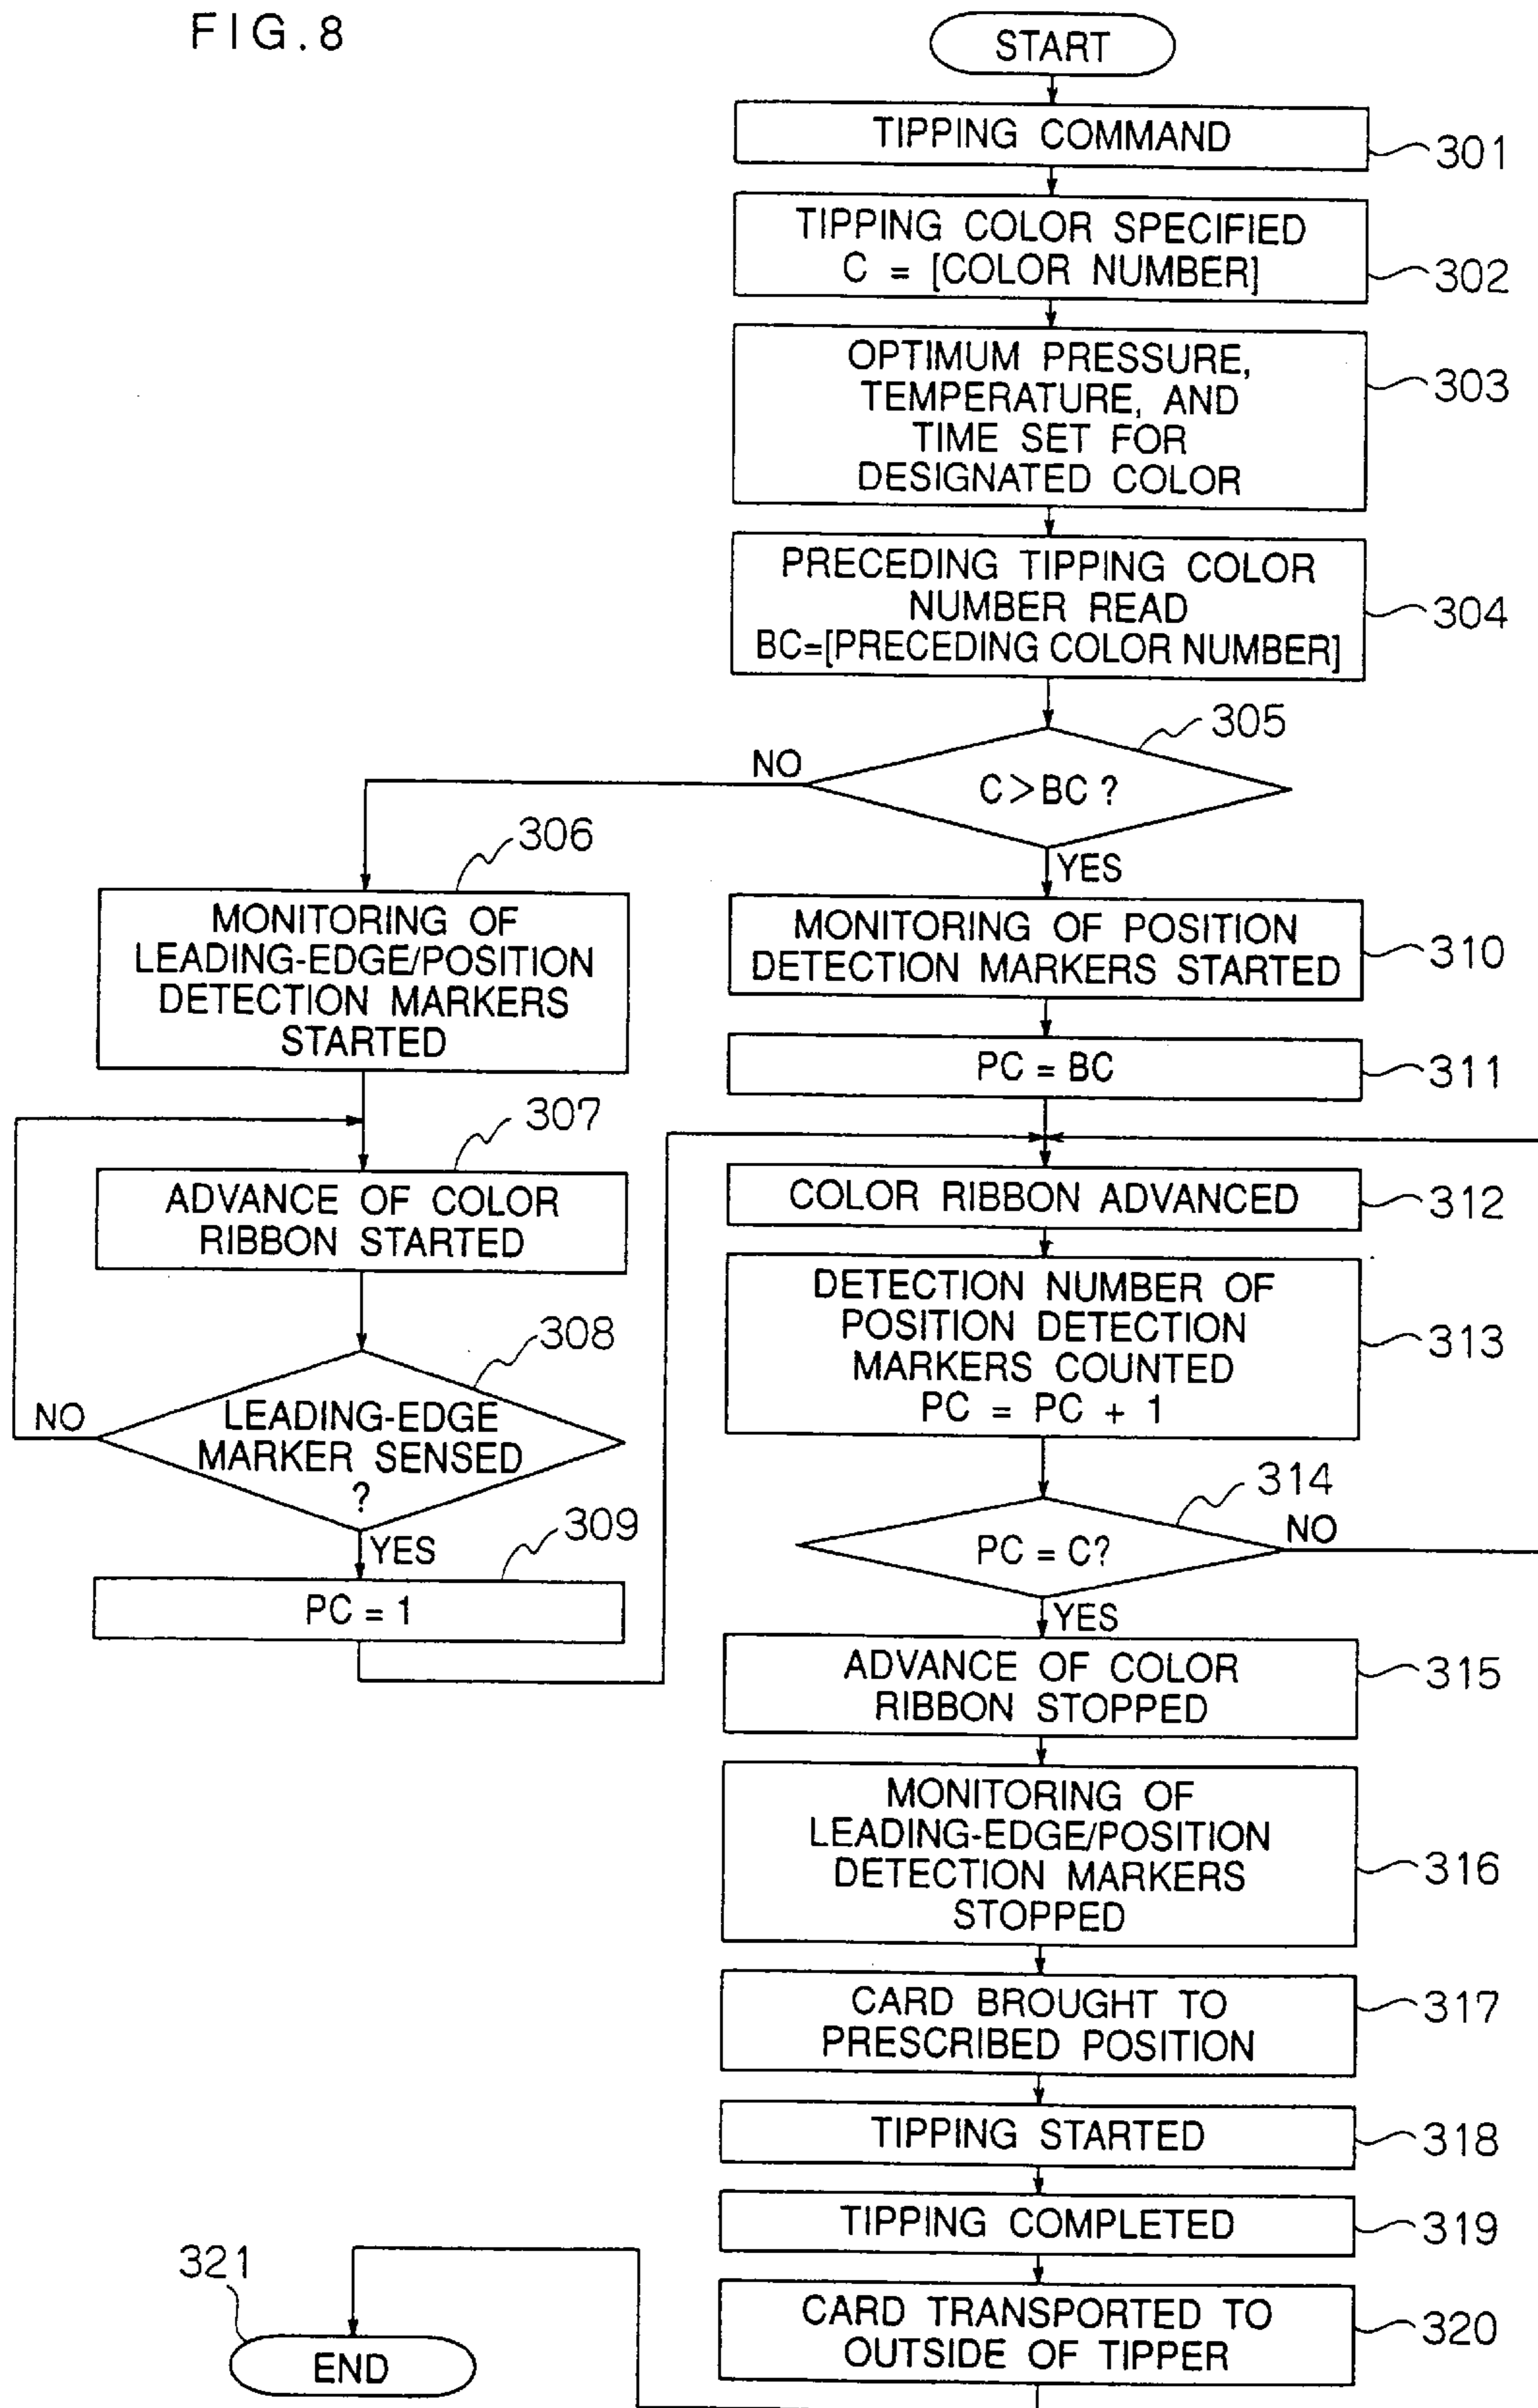 FIG.8
START
TIPPING COMMAND
301
TIPPING COLOR SPECIFIED
C = [COLOR NUMBER]
302
OPTIMUM PRESSURE,
TEMPERATURE, AND
TIME SET FOR
DESIGNATED COLOR
303
PRECEDING TIPPING COLOR
NUMBER READ
BC=[PRECEDING COLOR NUMBER]
304
305
C>BC ?
NO
YES
306
MONITORING OF
LEADING-EDGE/POSITION
DETECTION MARKERS
STARTED
307
ADVANCE OF COLOR
RIBBON STARTED
308
LEADING-EDGE
MARKER SENSED
?
NO
YES
309
PC = 1
MONITORING OF POSITION
DETECTION MARKERS STARTED
310
PC = BC
311
COLOR RIBBON ADVANCED
312
DETECTION NUMBER OF
POSITION DETECTION
MARKERS COUNTED
PC = PC + 1
313
314
PC = C?
NO
YES
ADVANCE OF COLOR
RIBBON STOPPED
315
MONITORING OF
LEADING-EDGE/POSITION
DETECTION MARKERS
STOPPED
316
CARD BROUGHT TO
PRESCRIBED POSITION
317
TIPPING STARTED
318
TIPPING COMPLETED
319
CARD TRANSPORTED TO
OUTSIDE OF TIPPER
320
321
END